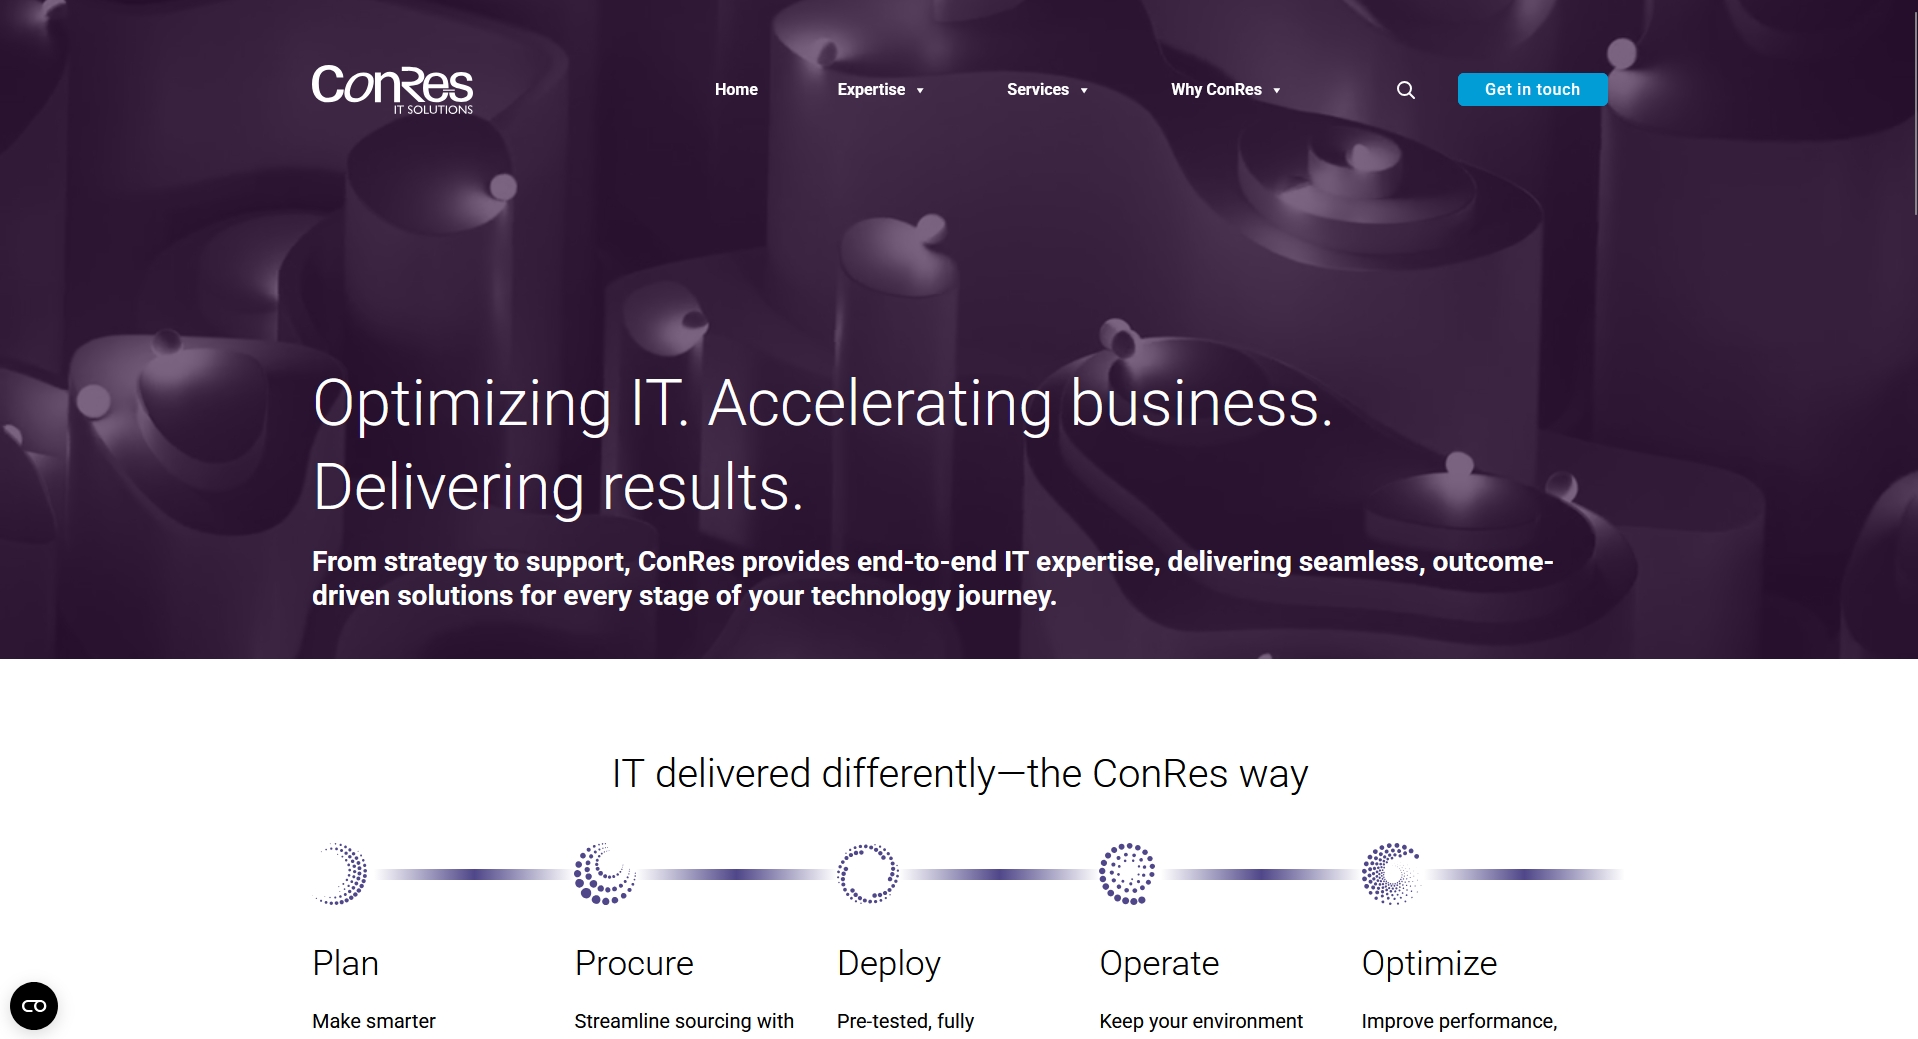 ConRes
IT SOLUTIONS
Home
Expertise
Services
Why ConRes
Get in touch
Optimizing IT. Accelerating business.
Delivering results.
From strategy to support, ConRes provides end-to-end IT expertise, delivering seamless, outcome-
driven solutions for every stage of your technology journey.
IT delivered differently—the ConRes way
Plan
Procure
Deploy
Operate
Optimize
Make smarter
Streamline sourcing with
Pre-tested, fully
Keep your environment
Improve performance,